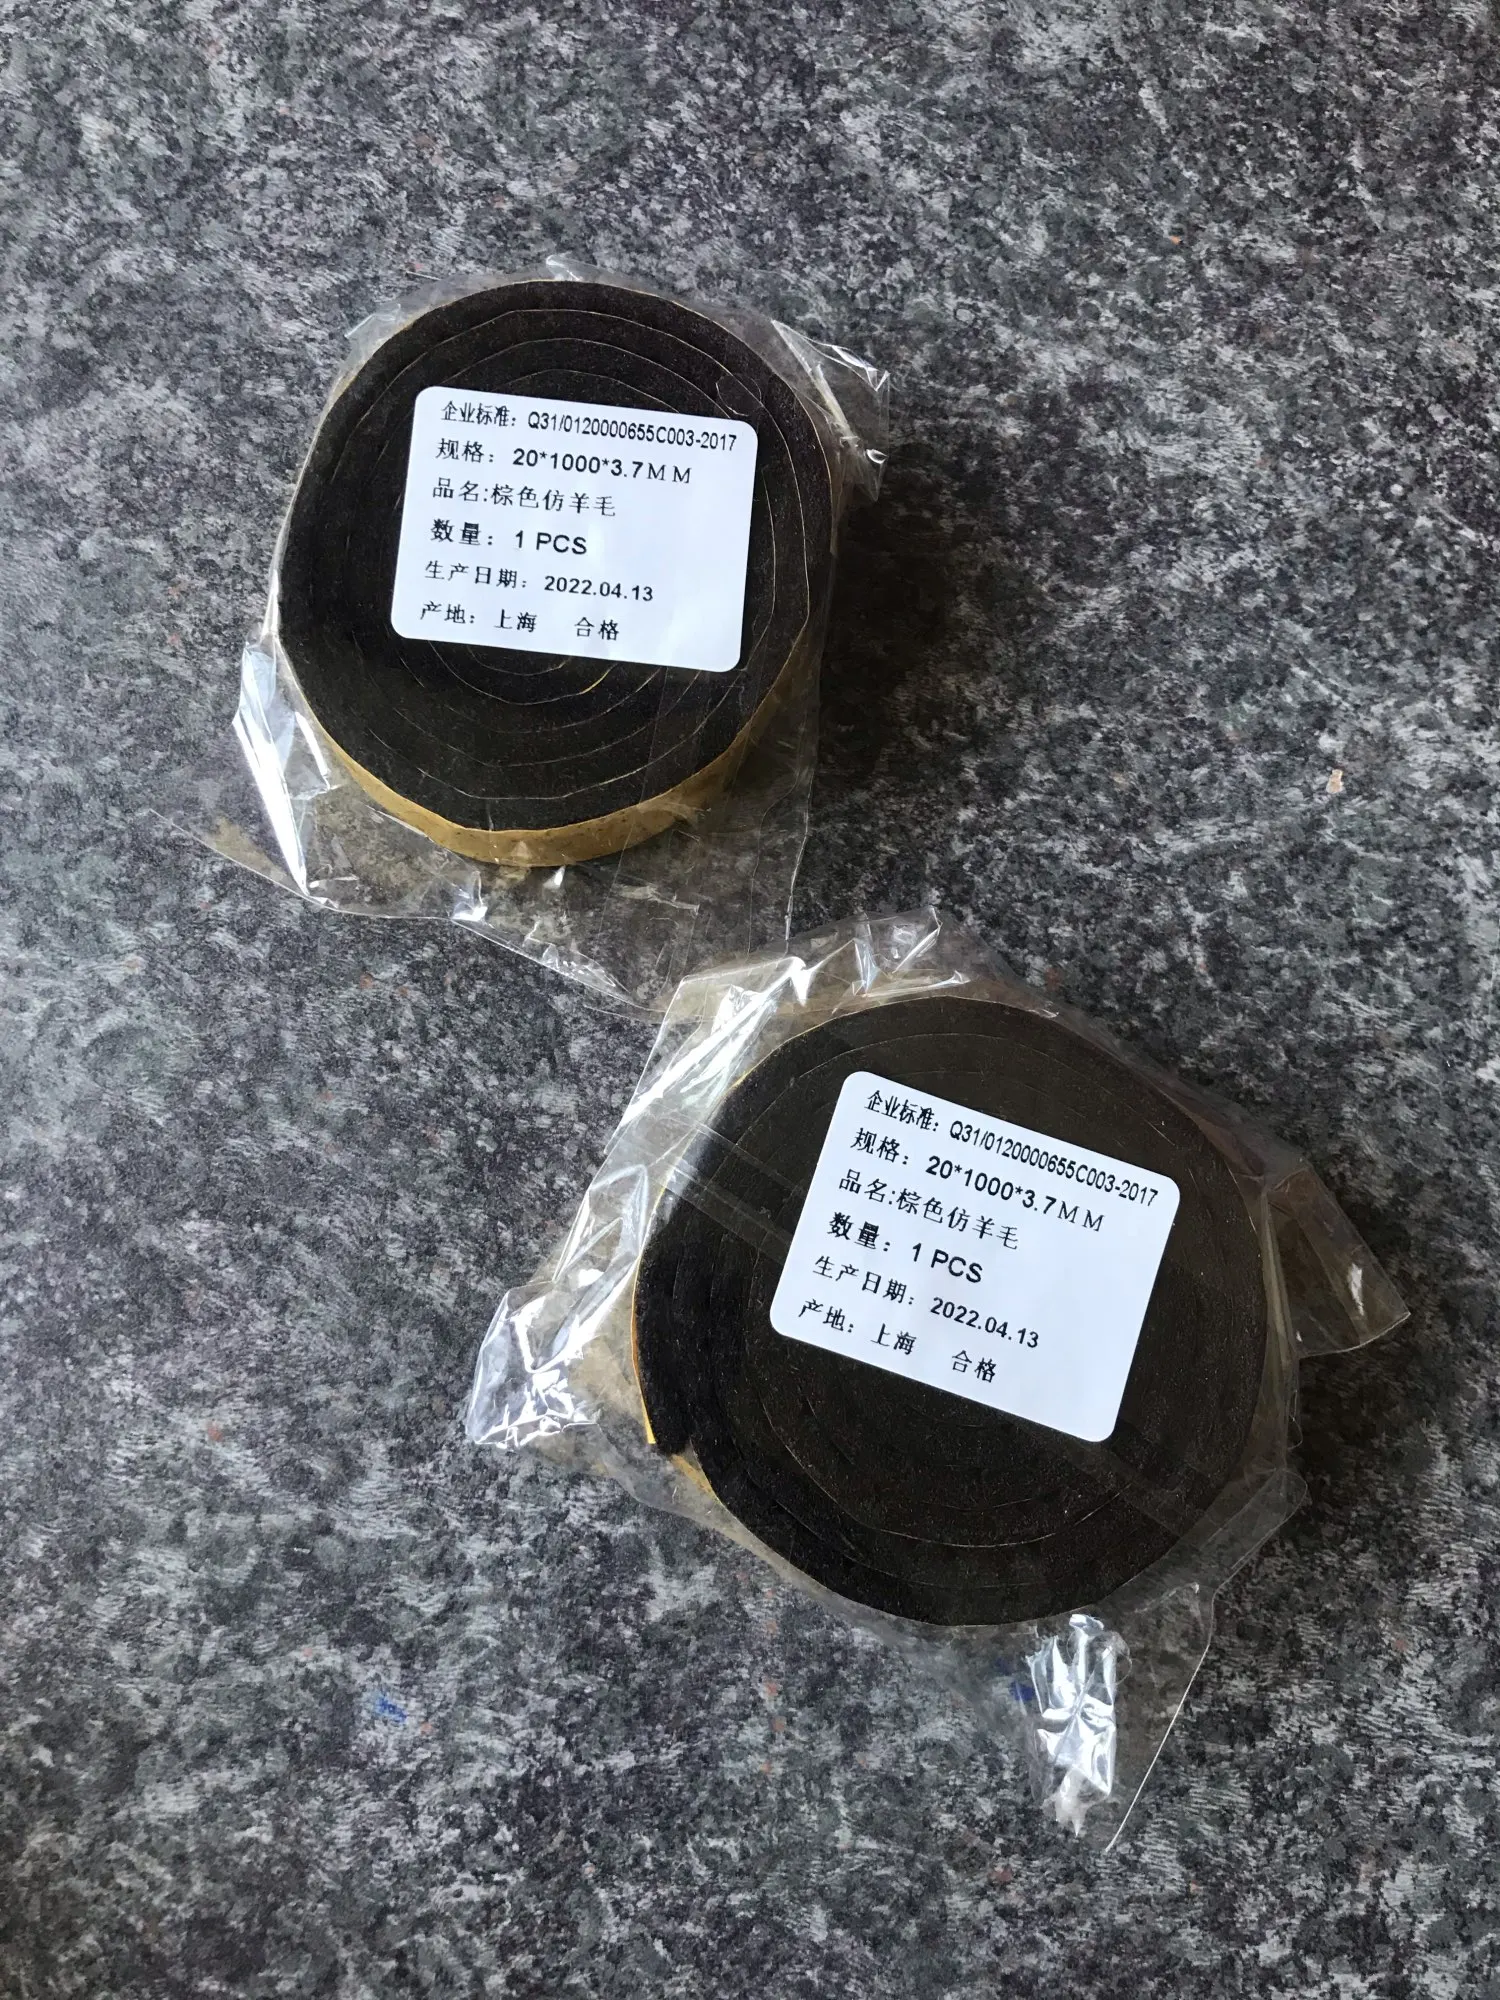 企业标准：Q31/0120000655C003-2017
规格：20*1000*3.7MM
品名:棕色仿羊毛
数量：1 PCS
生产日期：2022.04.13
产地：上海 合格
企业标准：Q31/0120000655C003-2017
规格：20*1000*3.7MM
品名:棕色仿羊毛
数量：1 PCS
生产日期：2022.04.13
产地：上海 合格